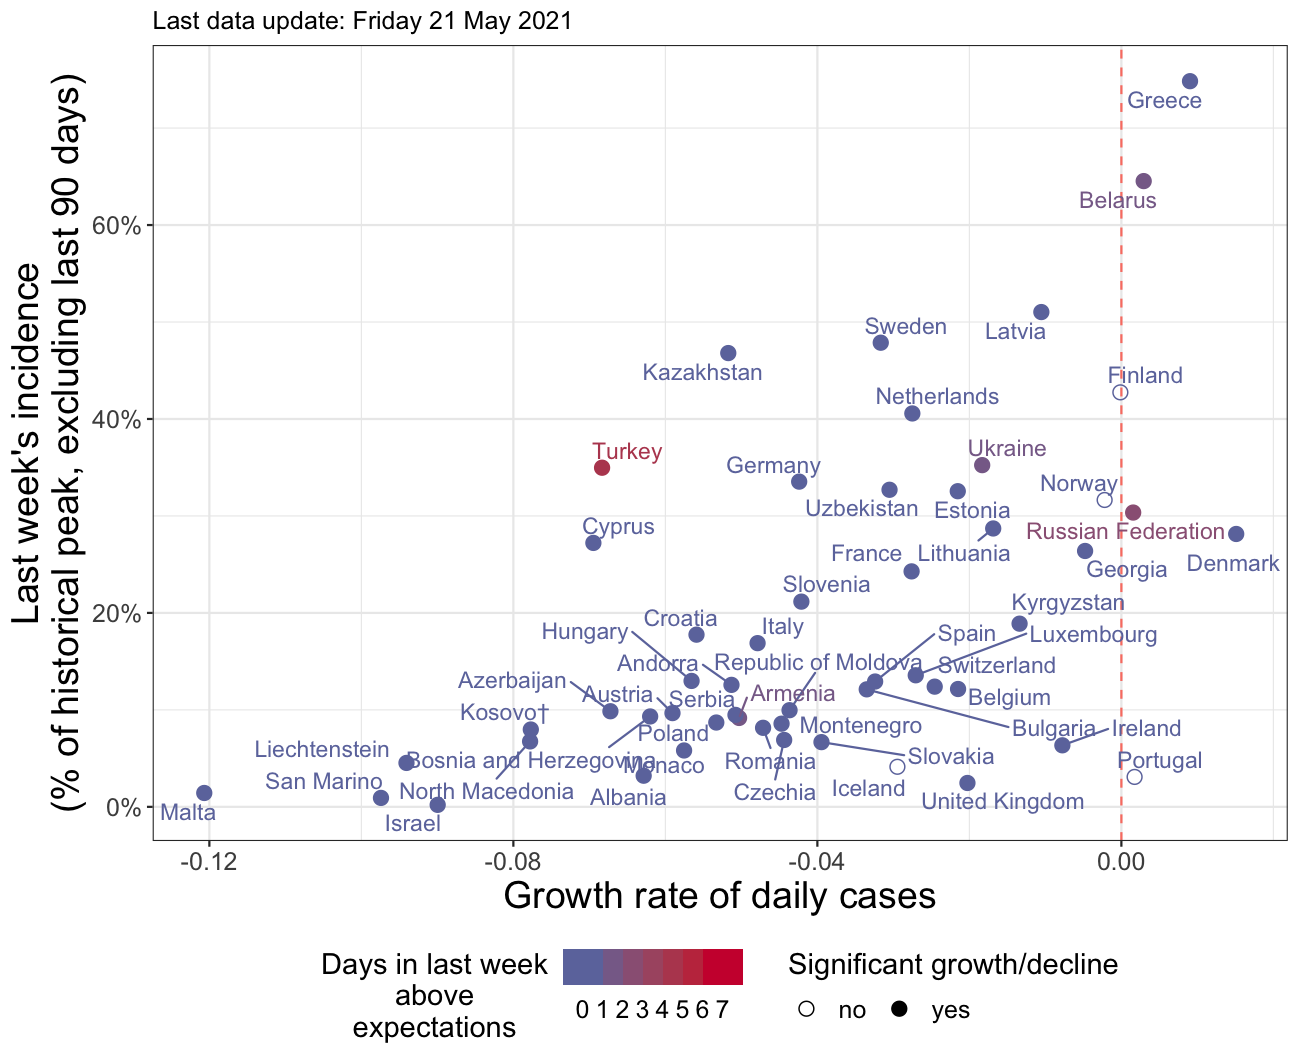 Last data update: Friday 21 May 2021
Last week's incidence
(% of historical peak, excluding last 90 days)
60%
40%
20%
0%
Greece
Belarus
Sweden
Latvia
Kazakhstan
Finland
Netherlands
Turkey
Ukraine
Germany
Norway
Uzbekistan
Estonia
Cyprus
Russian Federation
France
Lithuania
Georgia
Denmark
Slovenia
Kyrgyzstan
Croatia
Italy
Hungary
Spain
Luxembourg
Andorra
Republic of Moldova
Switzerland
Azerbaijan
Austria
Serbia
Armenia
Belgium
Kosovo†
Poland
Montenegro
Bulgaria
Ireland
Liechtenstein
Bosnia and Herzegovina
Monaco
Romania
Slovakia
Portugal
San Marino
North Macedonia
Albania
Czechia
Iceland
United Kingdom
Malta
Israel
-0.12
-0.08
-0.04
0.00
Growth rate of daily cases
Days in last week
above
expectations
0 1 2 3 4 5 6 7
Significant growth/decline
no
yes